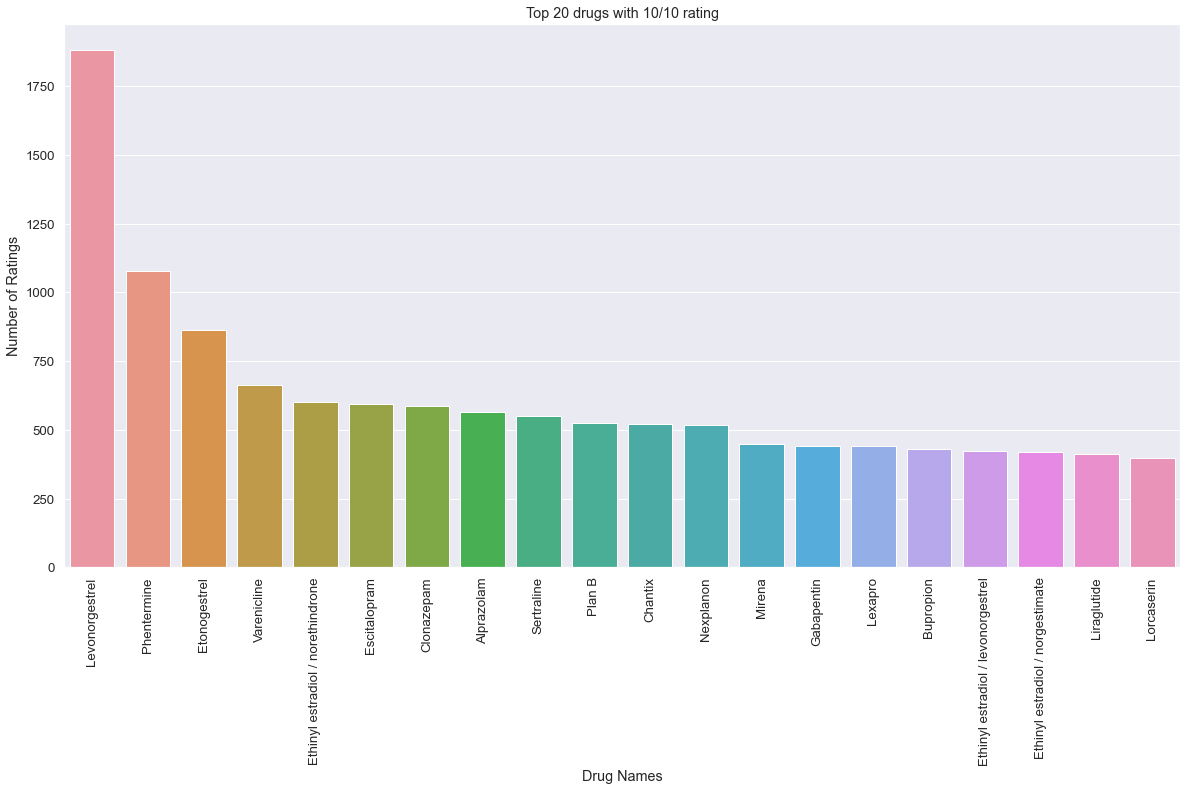 Top 20 drugs with 10/10 rating
Number of Ratings
1750
1500
1250
1000
750
500
250
0
Levonorgestrel
Phentermine
Etonogestrel
Varenicline
Ethinyl estradiol / norethindrone
Escitalopram
Clonazepam
Alprazolam
Sertraline
Plan B
Chantix
Nexplanon
Mirena
Gabapentin
Lexapro
Bupropion
Ethinyl estradiol / levonorgestrel
Ethinyl estradiol / norgestimate
Liraglutide
Lorcaserin
Drug Names